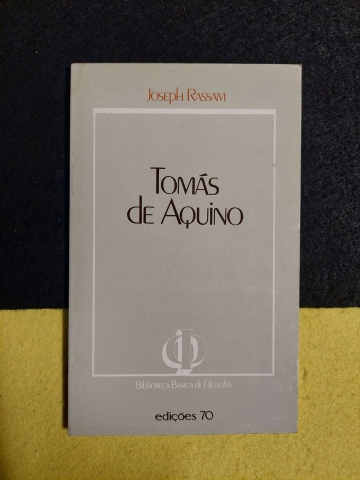 Joseph Rassam
Tomás
de Aquino
Biblioteca Básica de Filosofia
edições 70